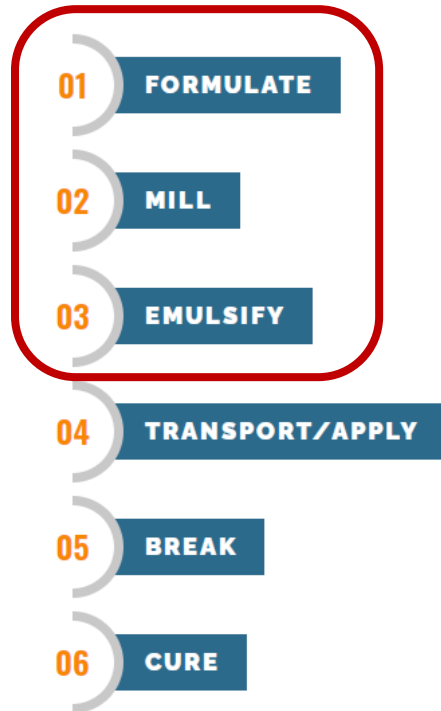 01 FORMULATE
02 MILL
03 EMULSIFY
04 TRANSPORT/APPLY
05 BREAK
06 CURE